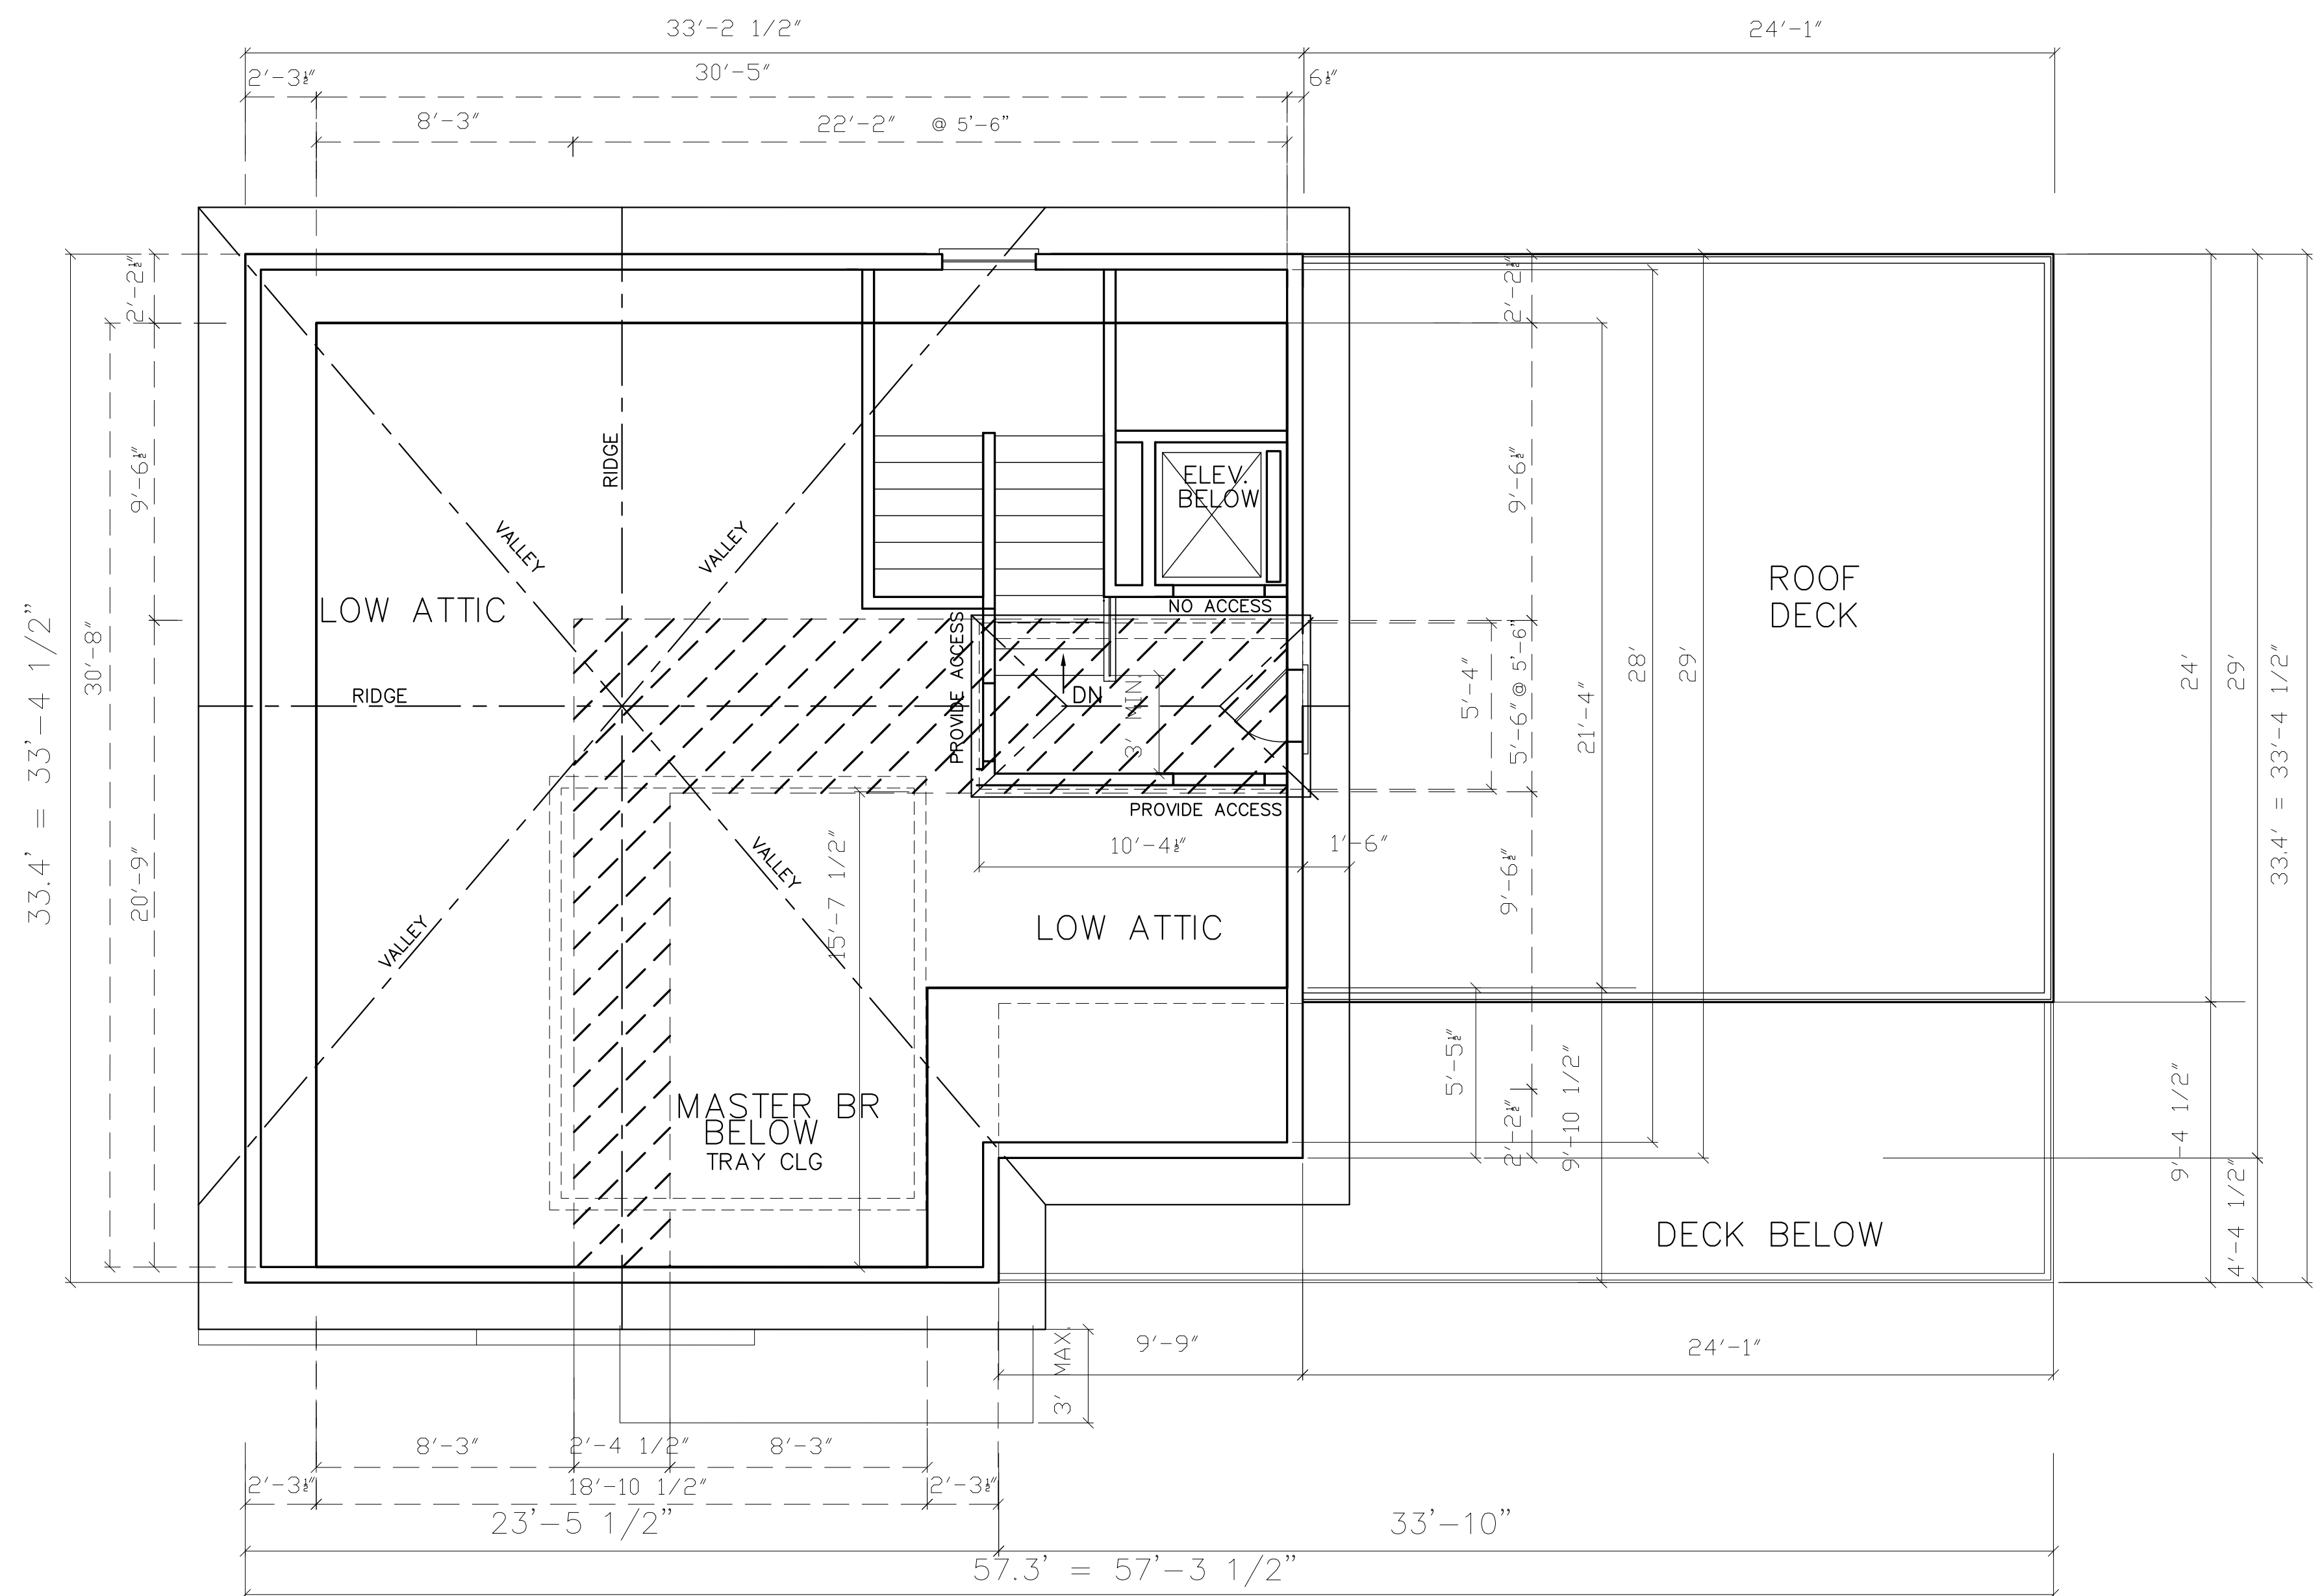 33'-2 1/2"
24'-1"
2'-3½"
30'-5"
6½"
8'-3"
22'-2" @ 5'-6"
2'-2½"
2'-2½"
33.4' = 33'-4 1/2"
30'-8"
9'-6½"
20'-9"
RIDGE
VALLEY
VALLEY
LOW ATTIC
RIDGE
ELEV.
BELOW
NO ACCESS
PROVIDE ACCESS
DN
3' MIN.
PROVIDE ACCESS
10'-4½"
1'-6"
9'-6½"
5'-4"
5'-6"@ 5'-6"
21'-4"
28'
29'
ROOF
DECK
24'
29'
33.4' = 33'-4 1/2"
VALLEY
VALLEY
15'-7 1/2"
LOW ATTIC
9'-6½"
5'-5½"
2'-2½"
9'-10 1/2"
9'-4 1/2"
4'-4 1/2"
MASTER BR
BELOW
TRAY CLG
DECK BELOW
3' MAX.
9'-9"
24'-1"
8'-3"
2'-4 1/2"
8'-3"
2'-3½"
18'-10 1/2"
2'-3½"
23'-5 1/2"
33'-10"
57.3' = 57'-3 1/2"